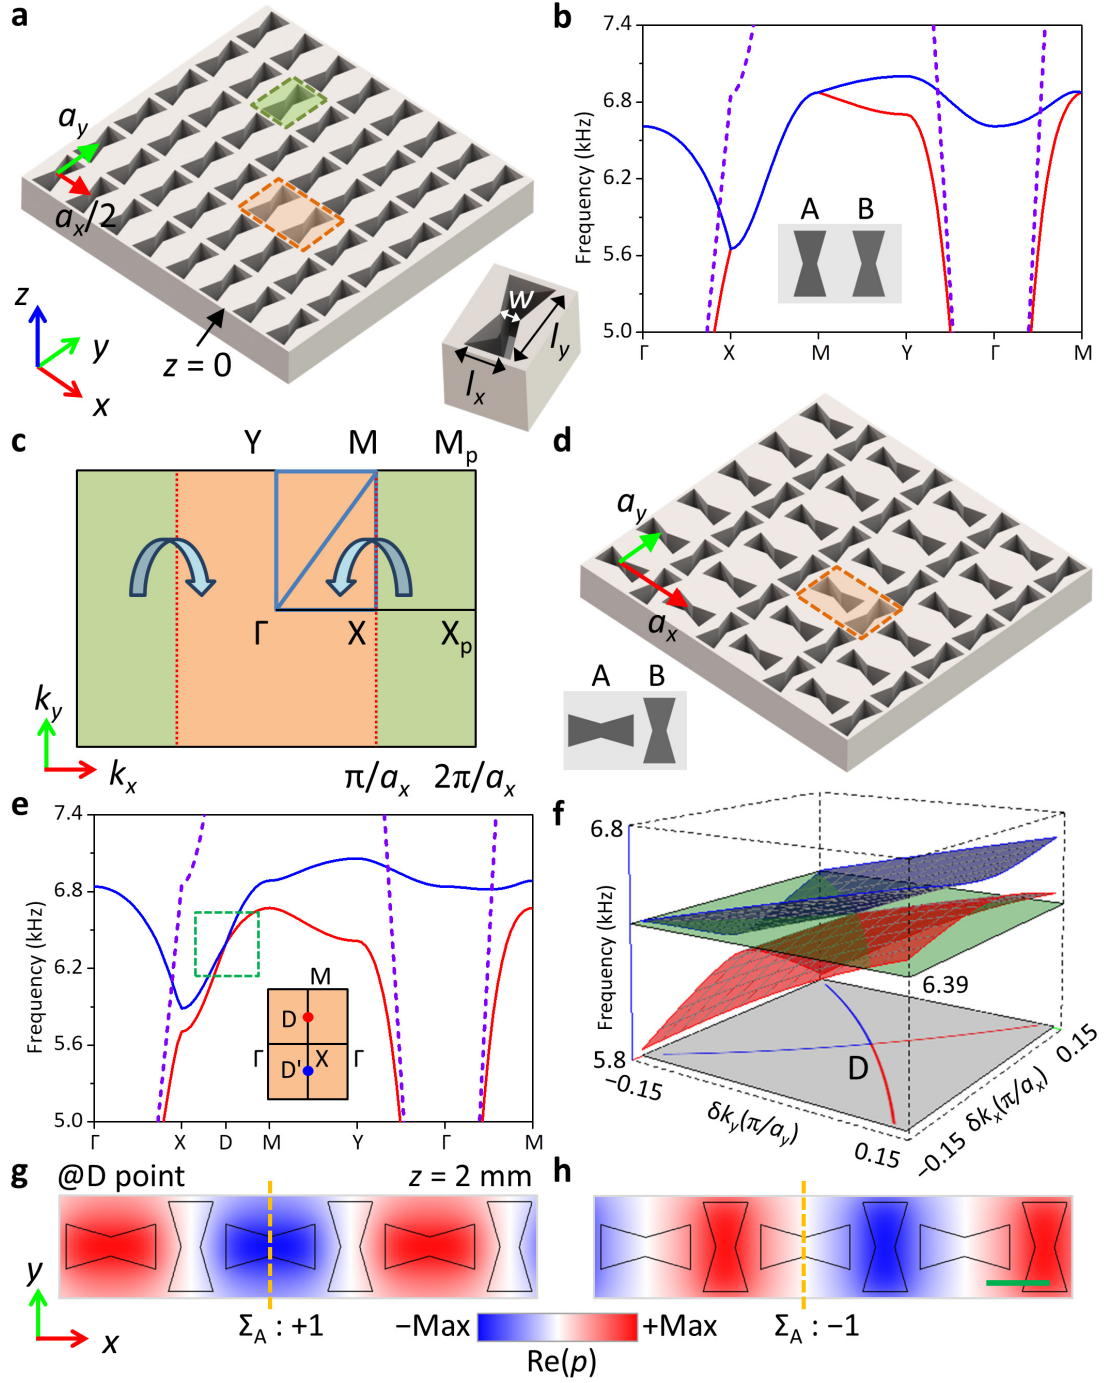 a
a_y
a_x/2
z
y
x
z = 0
w
l_y
l_x
b
7.4
6.8
6.2
5.6
5.0
Frequency (kHz)
A B
Γ X M Y Γ M
c
Y M M_p
Γ X X_p
k_y
k_x
π/a_x 2π/a_x
d
a_y
a_x
A B
e
7.4
6.8
6.2
5.6
5.0
Frequency (kHz)
M
D
Γ X Γ
D'
Γ X D M Y Γ M
f
6.8
Frequency (kHz)
6.39
5.8
D
−0.15
δk_y(π/a_y)
0.15
−0.15
δk_x(π/a_x)
0.15
g
@D point z = 2 mm
y
x
Σ_A : +1
h
Σ_A : −1
−Max +Max
Re(p)